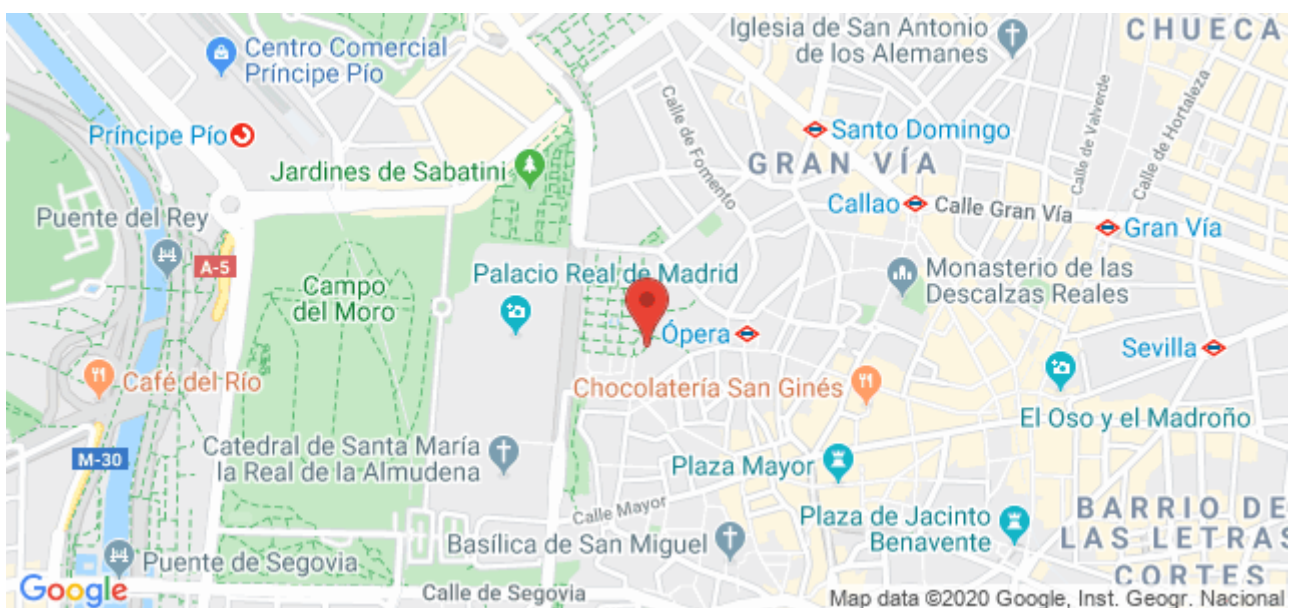 Iglesia de San Antonio
de los Alemanes
CHUECA
Centro Comercial
Príncipe Pío
Calle de Fomento
Calle de Valverde
Calle de Hortaleza
Príncipe Pío
Santo Domingo
GRAN VÍA
Jardines de Sabatini
Callao
Calle Gran Vía
Gran Vía
Puente del Rey
A-5
Palacio Real de Madrid
Monasterio de las
Descalzas Reales
Campo
del Moro
Ópera
Sevilla
Café del Río
Chocolatería San Ginés
El Oso y el Madroño
Catedral de Santa María
la Real de la Almudena
M-30
Plaza Mayor
Calle Mayor
Plaza de Jacinto
Benavente
BARRIO DE
LAS LETRAS
Basílica de San Miguel
Puente de Segovia
CORTES
Google
Calle de Segovia
Map data ©2020 Google, Inst. Geogr. Nacional